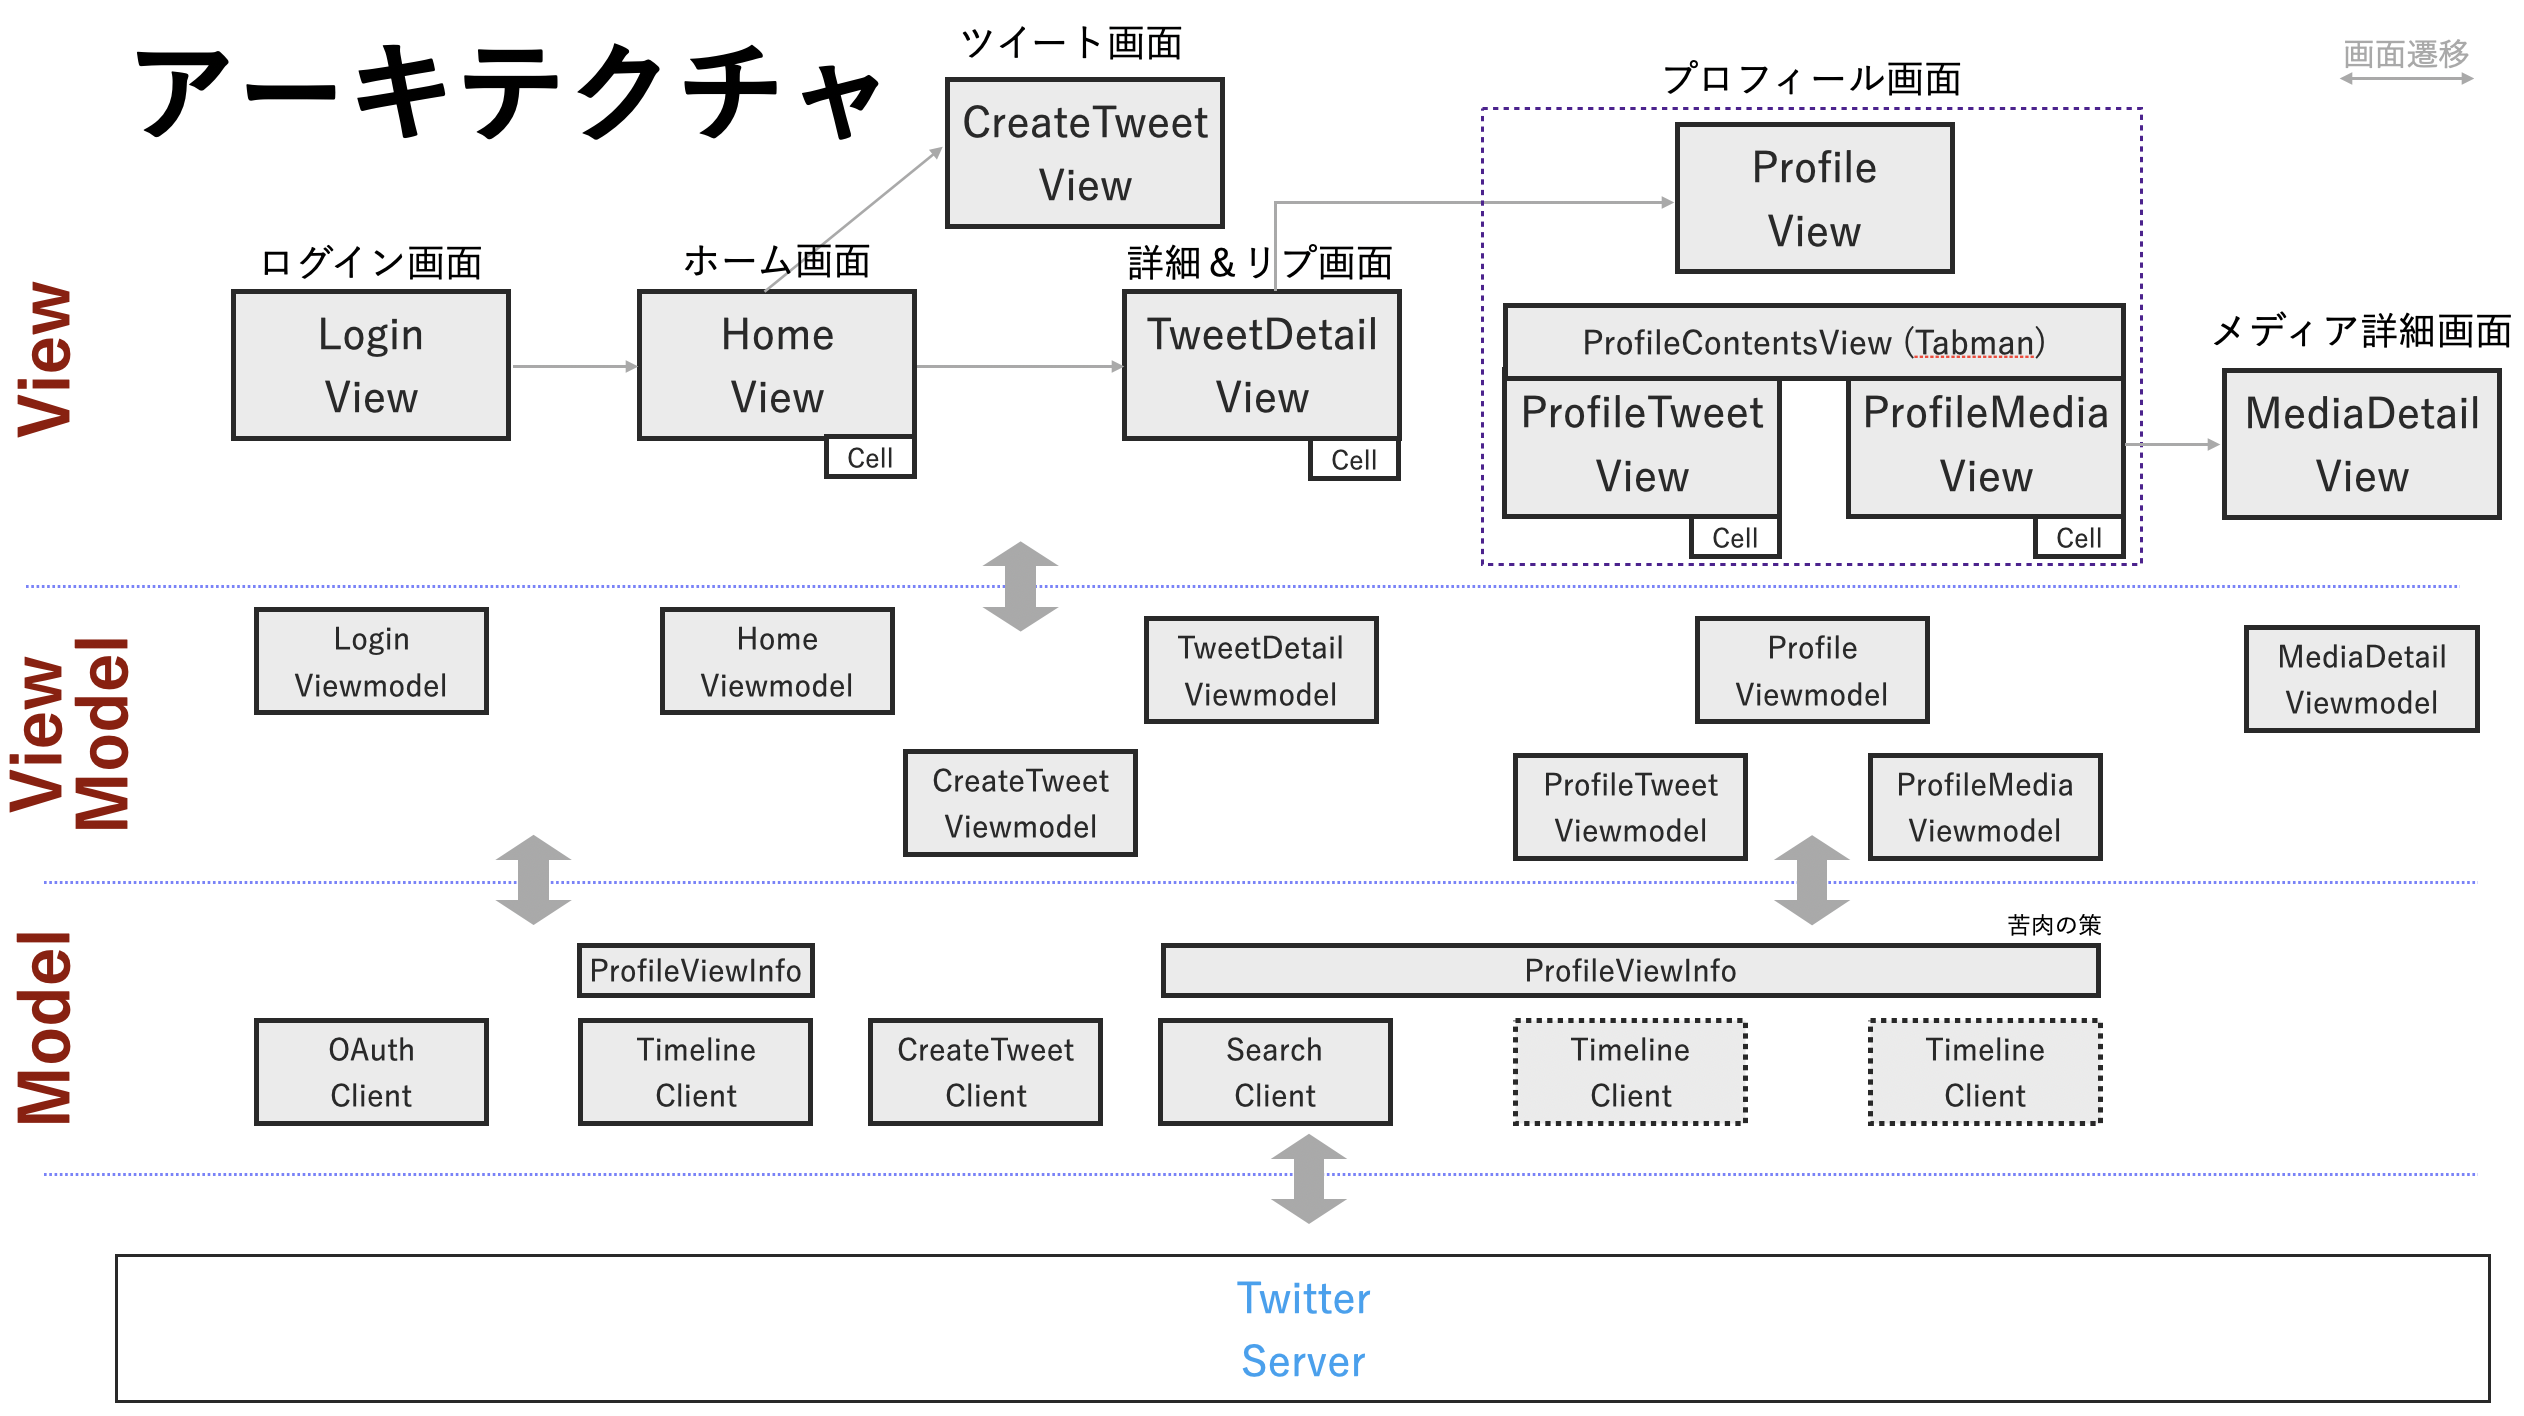 アーキテクチャ
画面遷移
ツイート画面
CreateTweet
View
ログイン画面
Login
View
ホーム画面
Home
View
Cell
詳細＆リプ画面
TweetDetail
View
Cell
プロフィール画面
Profile
View
ProfileContentsView (Tabman)
ProfileTweet
View
Cell
ProfileMedia
View
Cell
メディア詳細画面
MediaDetail
View
View
View
Model
Login
Viewmodel
Home
Viewmodel
TweetDetail
Viewmodel
Profile
Viewmodel
MediaDetail
Viewmodel
CreateTweet
Viewmodel
ProfileTweet
Viewmodel
ProfileMedia
Viewmodel
Model
苦肉の策
ProfileViewInfo
ProfileViewInfo
OAuth
Client
Timeline
Client
CreateTweet
Client
Search
Client
Timeline
Client
Timeline
Client
Twitter
Server